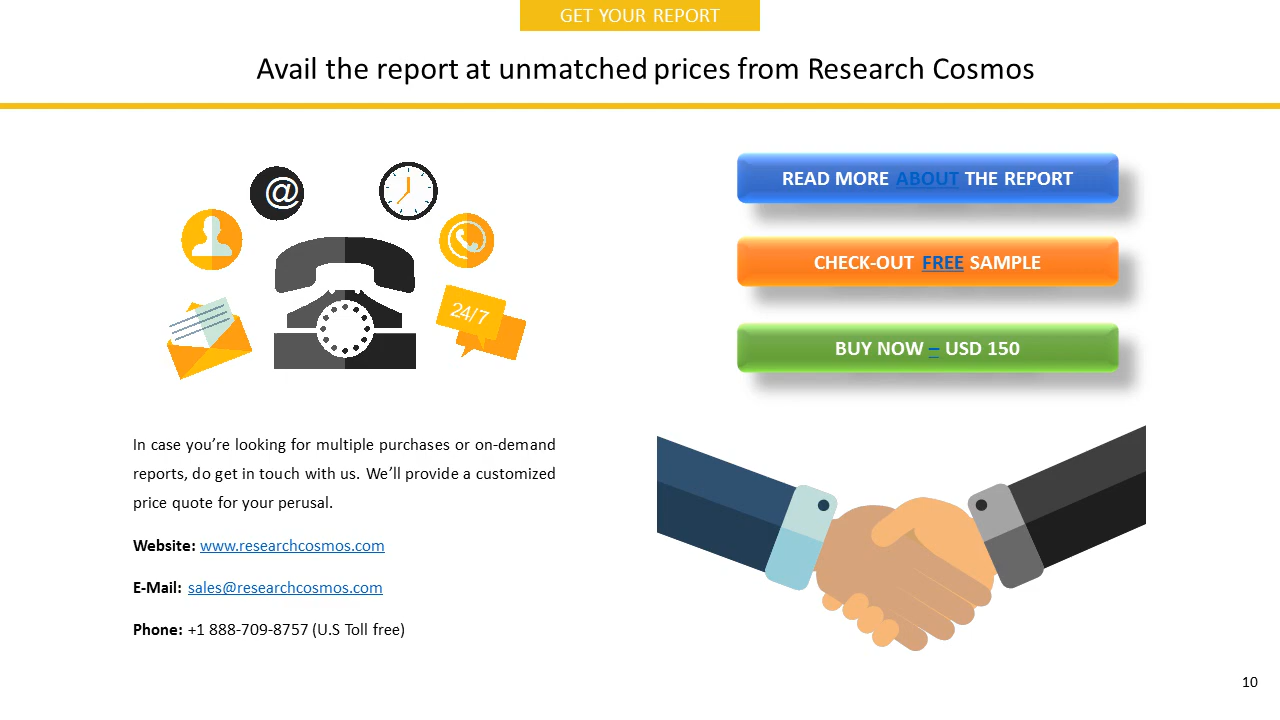 GET YOUR REPORT
Avail the report at unmatched prices from Research Cosmos
@
24/7
READ MORE ABOUT THE REPORT
CHECK-OUT FREE SAMPLE
BUY NOW – USD 150
In case you’re looking for multiple purchases or on-demand
reports, do get in touch with us. We’ll provide a customized
price quote for your perusal.
Website: www.researchcosmos.com
E-Mail: sales@researchcosmos.com
Phone: +1 888-709-8757 (U.S Toll free)
10